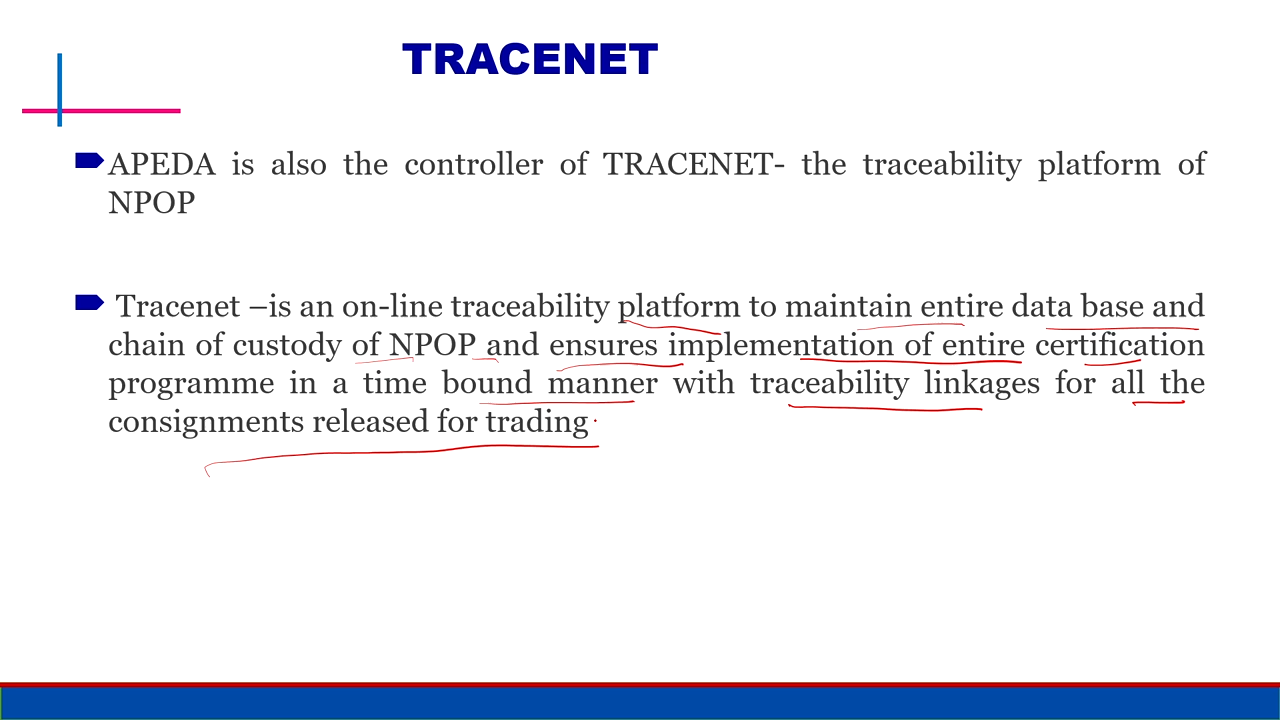 TRACENET
APEDA is also the controller of TRACENET- the traceability platform of
NPOP
Tracenet –is an on-line traceability platform to maintain entire data base and
chain of custody of NPOP and ensures implementation of entire certification
programme in a time bound manner with traceability linkages for all the
consignments released for trading